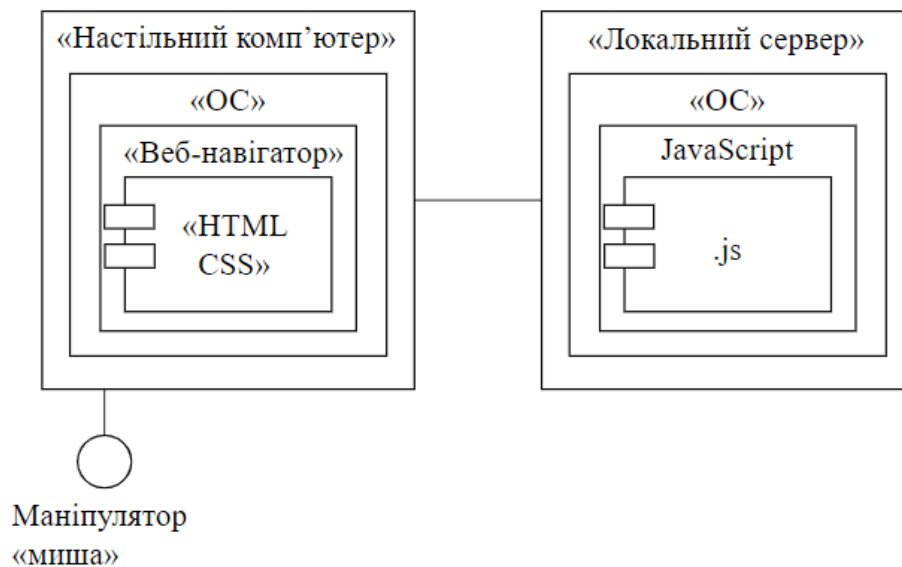 «Настільний комп’ютер»
«ОС»
«Веб-навігатор»
«HTML
CSS»
«Локальний сервер»
«ОС»
JavaScript
.js
Маніпулятор
«миша»